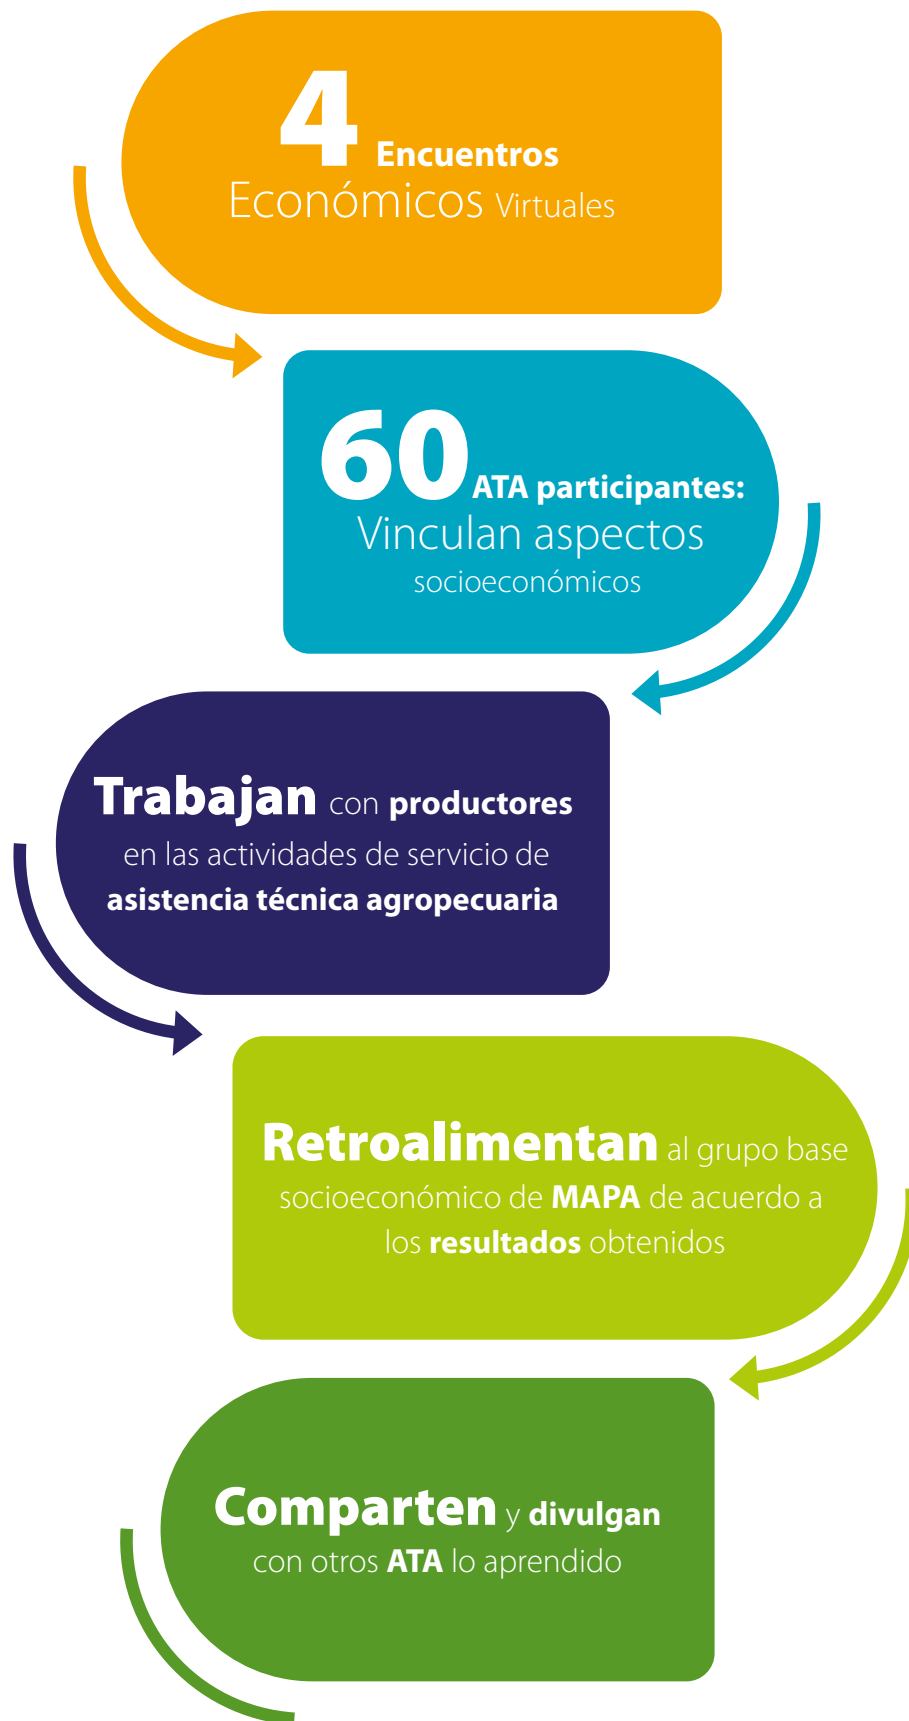 4 Encuentros
Económicos Virtuales
60 ATA participantes:
Vinculan aspectos
socioeconómicos
Trabajan con productores
en las actividades de servicio de
asistencia técnica agropecuaria
Retroalimentan al grupo base
socioeconómico de MAPA de acuerdo a
los resultados obtenidos
Comparten y divulgan
con otros ATA lo aprendido